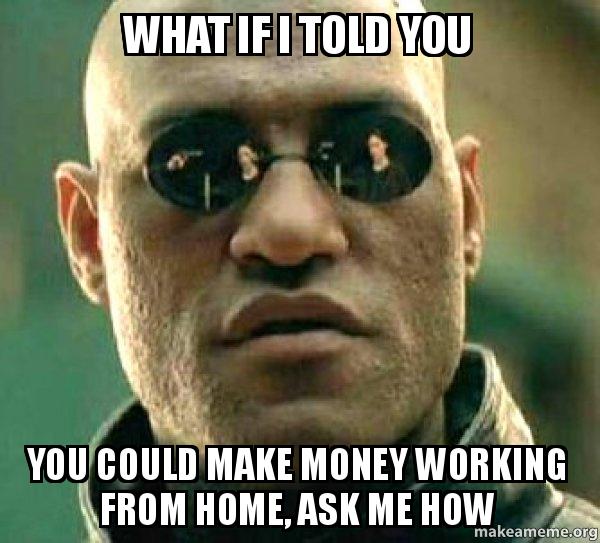 WHAT IF I TOLD YOU
YOU COULD MAKE MONEY WORKING
FROM HOME, ASK ME HOW
makeameme.org